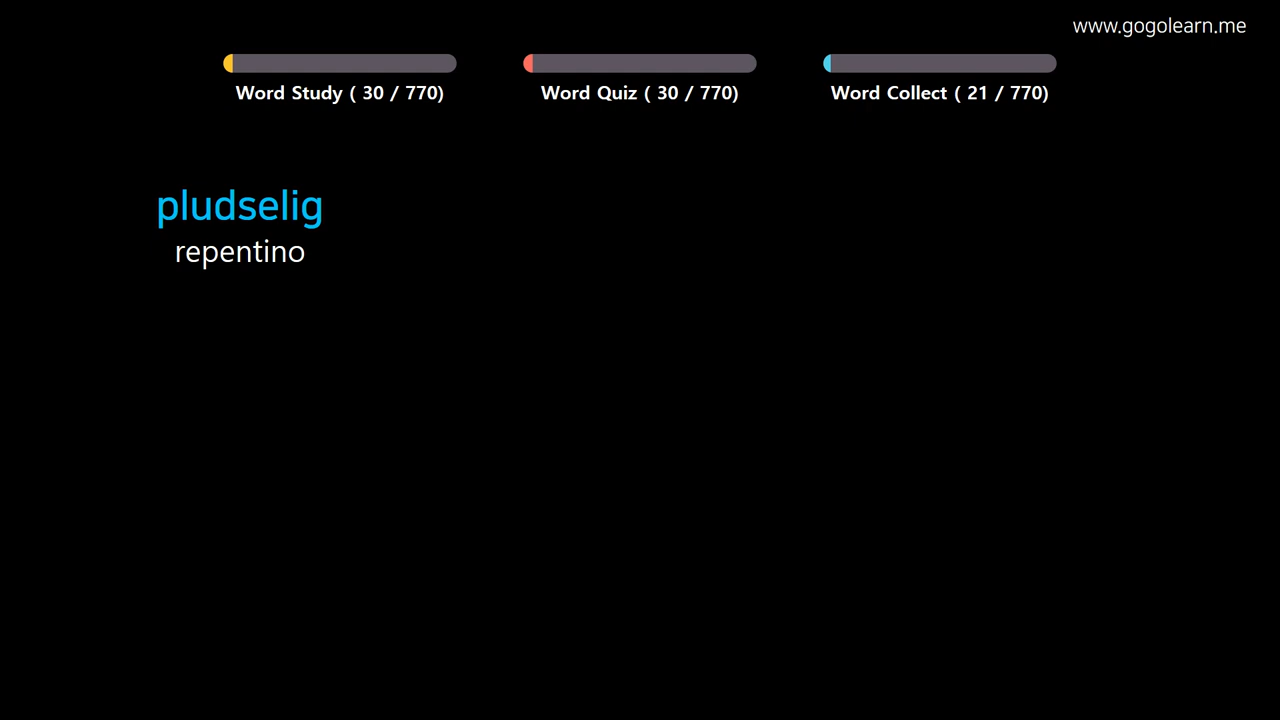 www.gogolearn.me
Word Study ( 30 / 770)
Word Quiz ( 30 / 770)
Word Collect ( 21 / 770)
pludselig
repentino